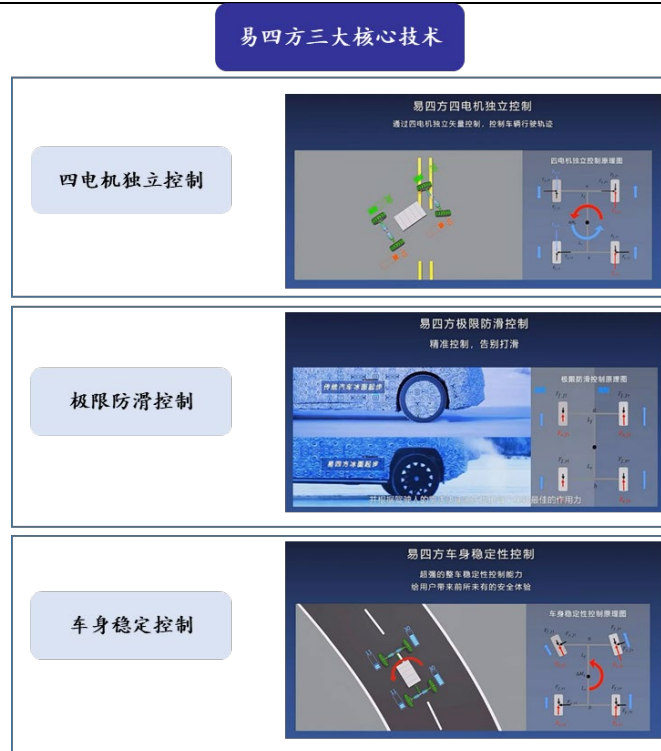 易四方三大核心技术
四电机独立控制
易四方四电机独立控制
通过四电机独立矢量控制，控制车辆行驶轨迹
四电机独立控制原理图
极限防滑控制
易四方极限防滑控制
精准控制，告别打滑
传统汽车冰面起步
易四方冰面起步
极限防滑控制原理图
车身稳定控制
易四方车身稳定性控制
超强的整车稳定性控制能力
给用户带来前所未有的安全体验
车身稳定性控制原理图